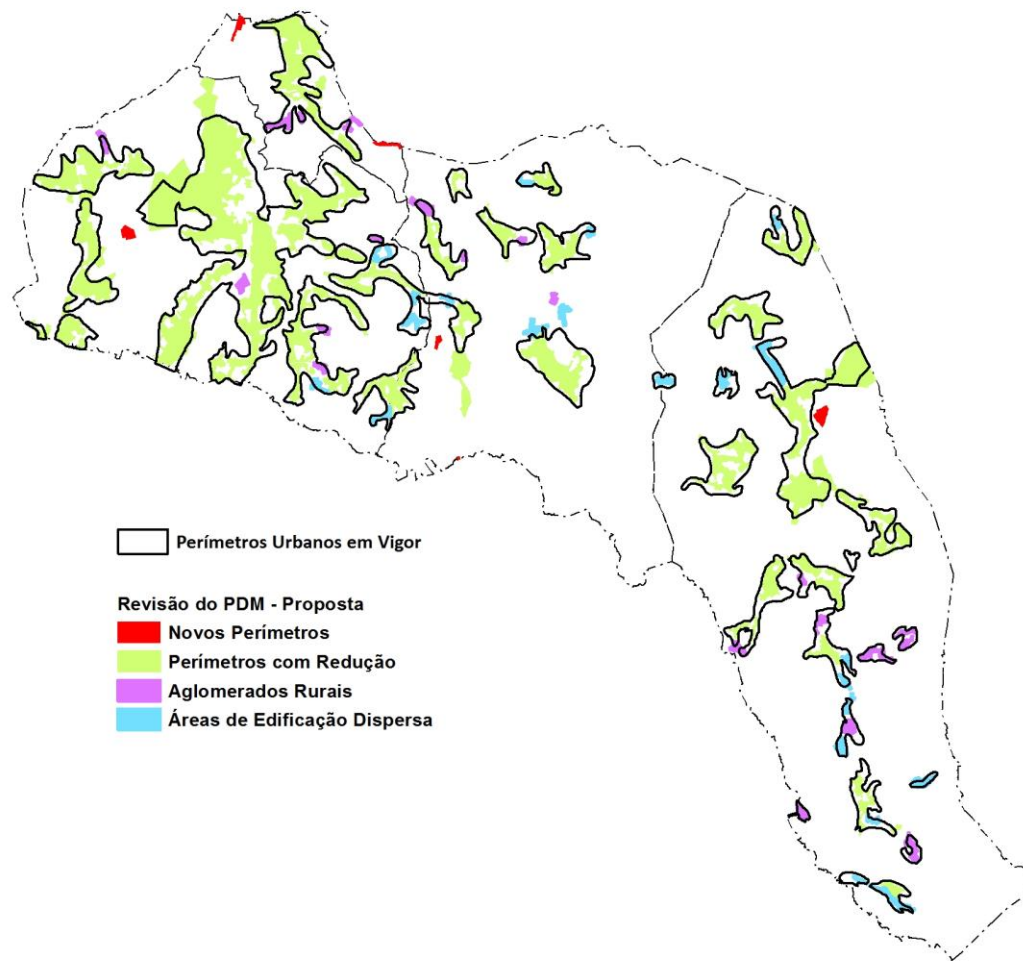 Perímetros Urbanos em Vigor
Revisão do PDM - Proposta
Novos Perímetros
Perímetros com Redução
Aglomerados Rurais
Áreas de Edificação Dispersa